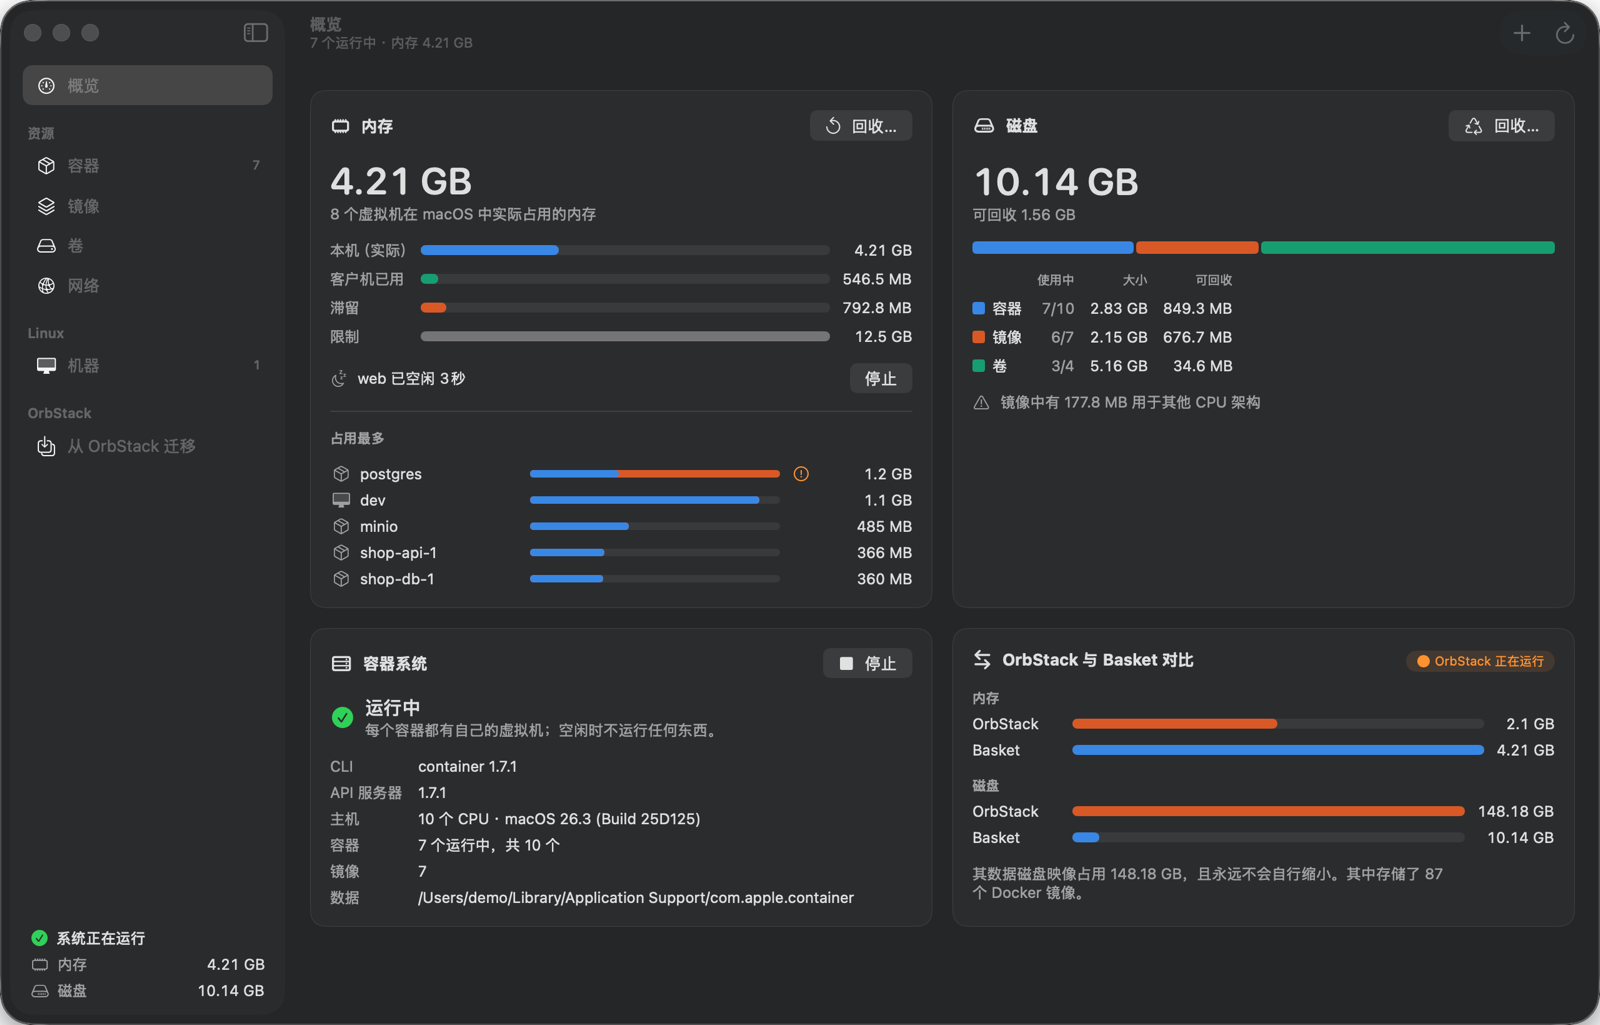 概览
7 个运行中 · 内存 4.21 GB
概览
资源
容器 7
镜像
卷
网络
Linux
机器 1
OrbStack
从 OrbStack 迁移
系统正在运行
内存 4.21 GB
磁盘 10.14 GB
内存 回收...
4.21 GB
8 个虚拟机在 macOS 中实际占用的内存
本机 (实际) 4.21 GB
客户机已用 546.5 MB
滞留 792.8 MB
限制 12.5 GB
web 已空闲 3秒 停止
占用最多
postgres 1.2 GB
dev 1.1 GB
minio 485 MB
shop-api-1 366 MB
shop-db-1 360 MB
磁盘 回收...
10.14 GB
可回收 1.56 GB
使用中 大小 可回收
容器 7/10 2.83 GB 849.3 MB
镜像 6/7 2.15 GB 676.7 MB
卷 3/4 5.16 GB 34.6 MB
镜像中有 177.8 MB 用于其他 CPU 架构
容器系统 停止
运行中
每个容器都有自己的虚拟机；空闲时不运行任何东西。
CLI container 1.7.1
API 服务器 1.7.1
主机 10 个 CPU · macOS 26.3 (Build 25D125)
容器 7 个运行中，共 10 个
镜像 7
数据 /Users/demo/Library/Application Support/com.apple.container
OrbStack 与 Basket 对比 OrbStack 正在运行
内存
OrbStack 2.1 GB
Basket 4.21 GB
磁盘
OrbStack 148.18 GB
Basket 10.14 GB
其数据磁盘映像占用 148.18 GB，且永远不会自行缩小。其中存储了 87
个 Docker 镜像。